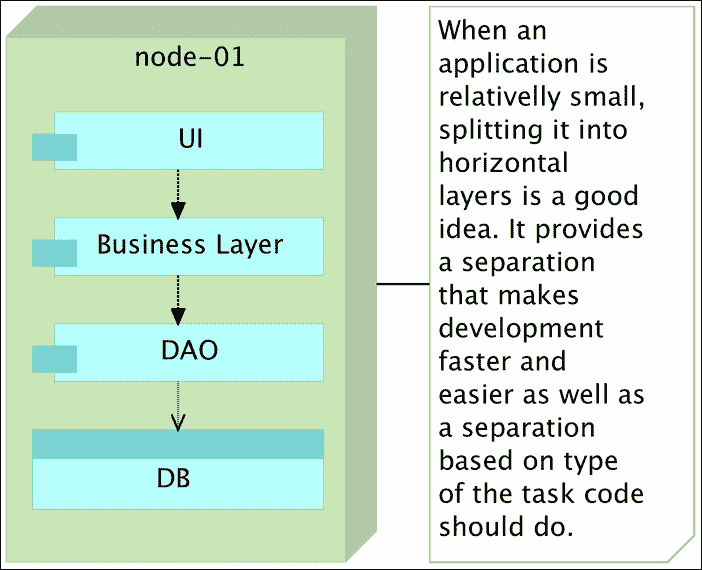 node-01
UI
Business Layer
DAO
DB
When an
application is
relativelly small,
splitting it into
horizontal
layers is a good
idea. It provides
a separation
that makes
development
faster and
easier as well as
a separation
based on type
of the task code
should do.